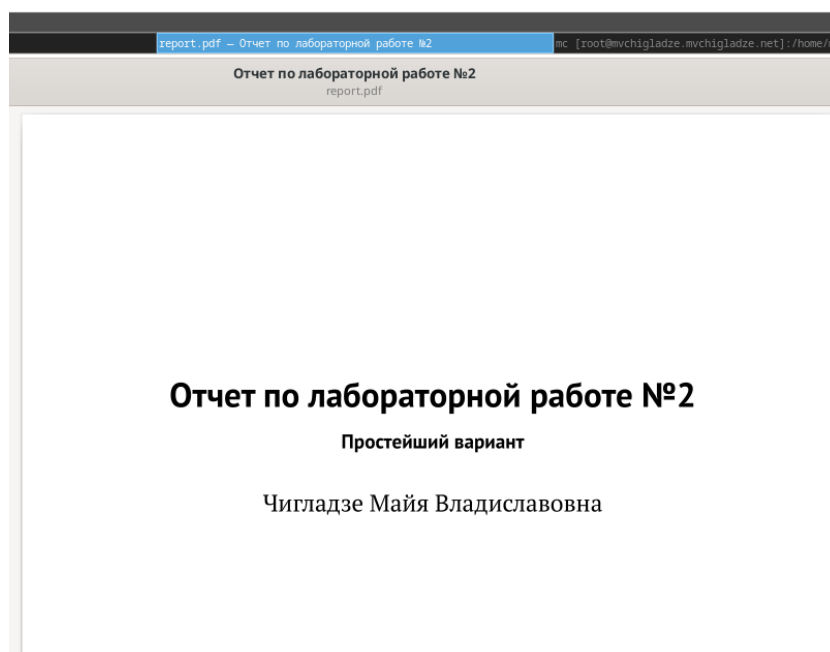 report.pdf — Отчет по лабораторной работе №2
mc [root@mvchigladze.mvchigladze.net]:/home/
Отчет по лабораторной работе №2
report.pdf
Отчет по лабораторной работе №2
Простейший вариант
Чигладзе Майя Владиславовна